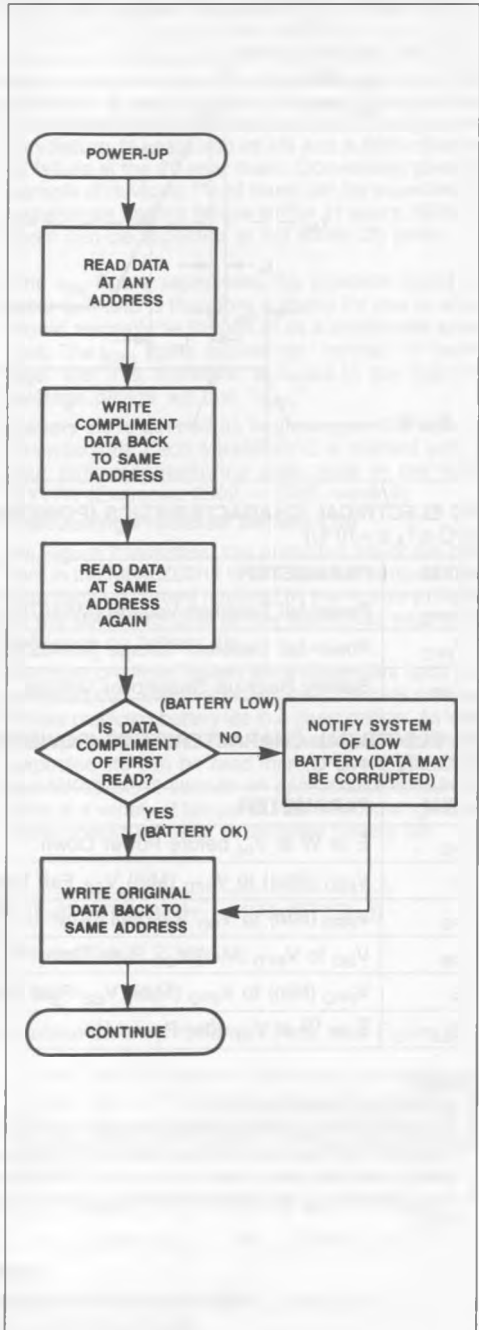 POWER-UP
READ DATA
AT ANY
ADDRESS
WRITE
COMPLIMENT
DATA BACK
TO SAME
ADDRESS
READ DATA
AT SAME
ADDRESS
AGAIN
IS DATA
COMPLIMENT
OF FIRST
READ?
(BATTERY LOW)
NO
NOTIFY SYSTEM
OF LOW
BATTERY (DATA MAY
BE CORRUPTED)
YES
(BATTERY OK)
WRITE ORIGINAL
DATA BACK TO
SAME ADDRESS
CONTINUE